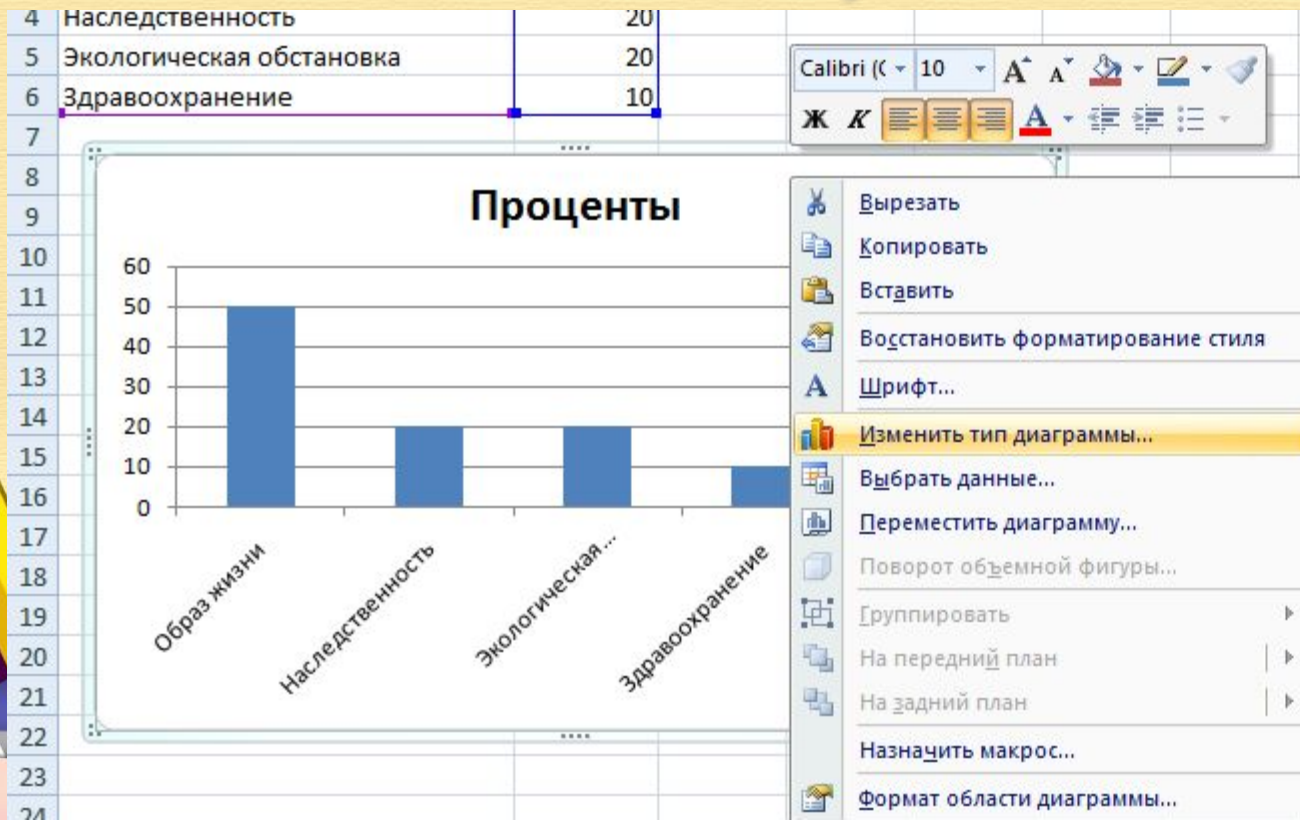 4 Наследственность 20
5 Экологическая обстановка 20
6 Здравоохранение 10
7
8
9
10
11
12
13
14
15
16
17
18
19
20
21
22
23
24
Calibri (С 10 A A
Ж К A
Проценты
60
50
40
30
20
10
0
Образ жизни
Наследственность
Экологическая...
Здравоохранение
Вырезать
Копировать
Вставить
Восстановить форматирование стиля
A Шрифт...
Изменить тип диаграммы...
Выбрать данные...
Переместить диаграмму...
Поворот объемной фигуры...
Группировать
На передний план
На задний план
Назначить макрос...
Формат области диаграммы...